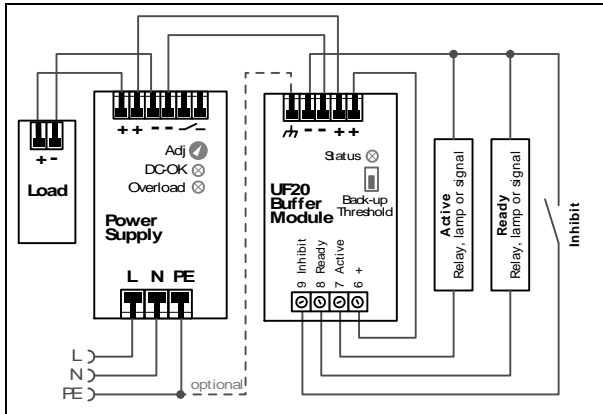 + + - -
+ -
Load
Adj
DC-OK
Overload
Power
Supply
L N PE
L
N
PE
optional
- - + +
Status
UF20
Buffer
Module
Back-up
Threshold
9 Inhibit
8 Ready
7 Active
6 +
Active
Relay, lamp or signal
Ready
Relay, lamp or signal
Inhibit